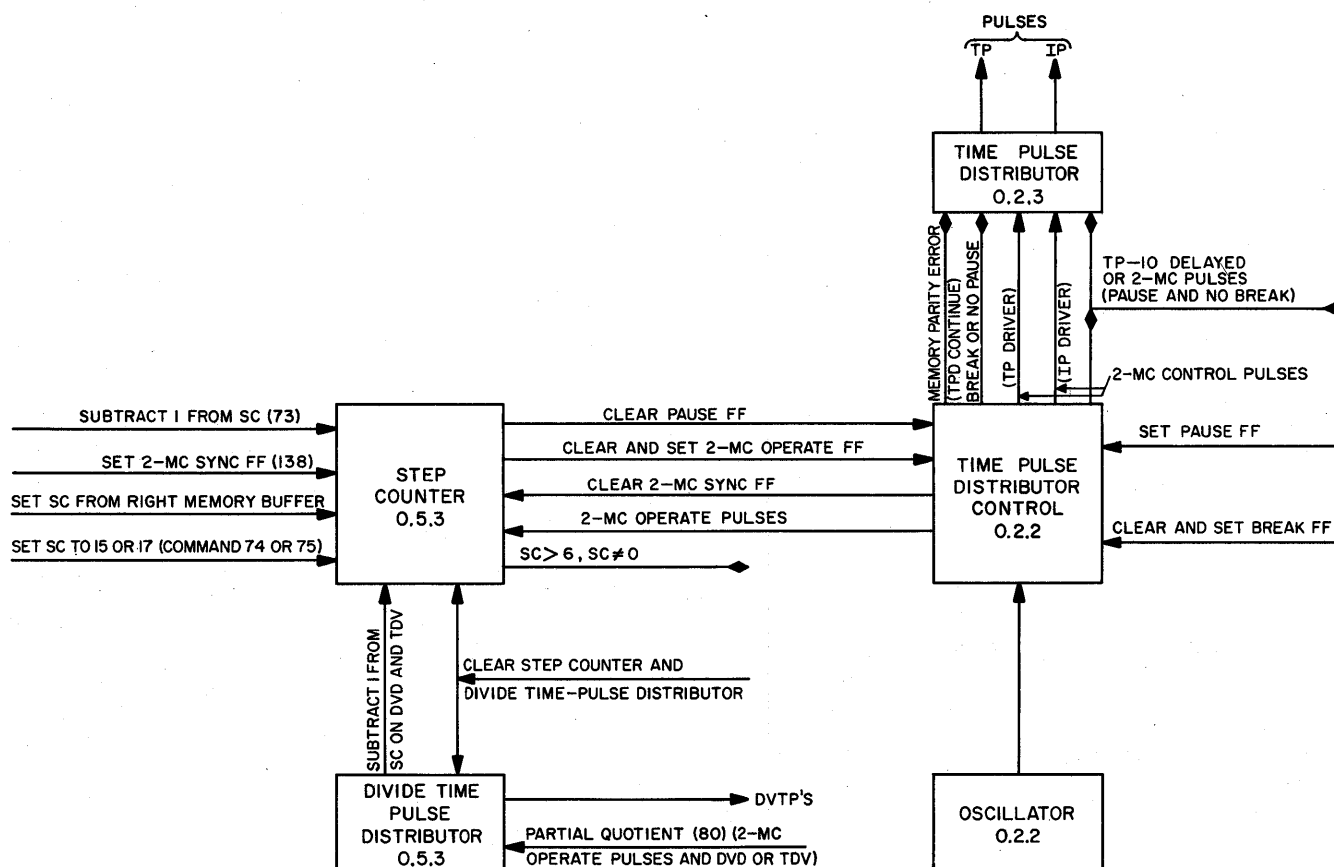 PULSES
TP IP
TIME PULSE
DISTRIBUTOR
0.2.3
MEMORY PARITY ERROR
(TPD CONTINUE)
BREAK OR NO PAUSE
(TP DRIVER)
(IP DRIVER)
TP-10 DELAYED
OR 2-MC PULSES
(PAUSE AND NO BREAK)
2-MC CONTROL PULSES
SUBTRACT 1 FROM SC (73)
SET 2-MC SYNC FF (138)
SET SC FROM RIGHT MEMORY BUFFER
SET SC TO 15 OR 17 (COMMAND 74 OR 75)
STEP
COUNTER
0.5.3
CLEAR PAUSE FF
CLEAR AND SET 2-MC OPERATE FF
CLEAR 2-MC SYNC FF
2-MC OPERATE PULSES
SC > 6, SC ≠ 0
TIME PULSE
DISTRIBUTOR
CONTROL
0.2.2
SET PAUSE FF
CLEAR AND SET BREAK FF
SUBTRACT 1 FROM
SC ON DVD AND TDV
CLEAR STEP COUNTER AND
DIVIDE TIME-PULSE DISTRIBUTOR
DIVIDE TIME
PULSE
DISTRIBUTOR
0.5.3
DVTP'S
PARTIAL QUOTIENT (80) (2-MC
OPERATE PULSES AND DVD OR TDV)
OSCILLATOR
0.2.2